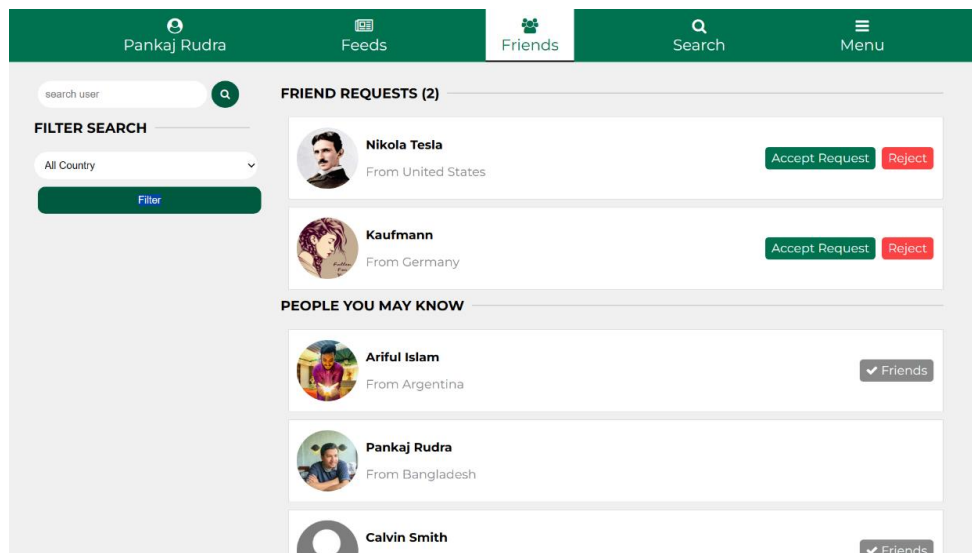 Pankaj Rudra
Feeds
Friends
Search
Menu
search user
FILTER SEARCH
All Country
Filter
FRIEND REQUESTS (2)
Nikola Tesla
From United States
Accept Request
Reject
Kaufmann
From Germany
Accept Request
Reject
PEOPLE YOU MAY KNOW
Ariful Islam
From Argentina
Friends
Pankaj Rudra
From Bangladesh
Calvin Smith
Friends